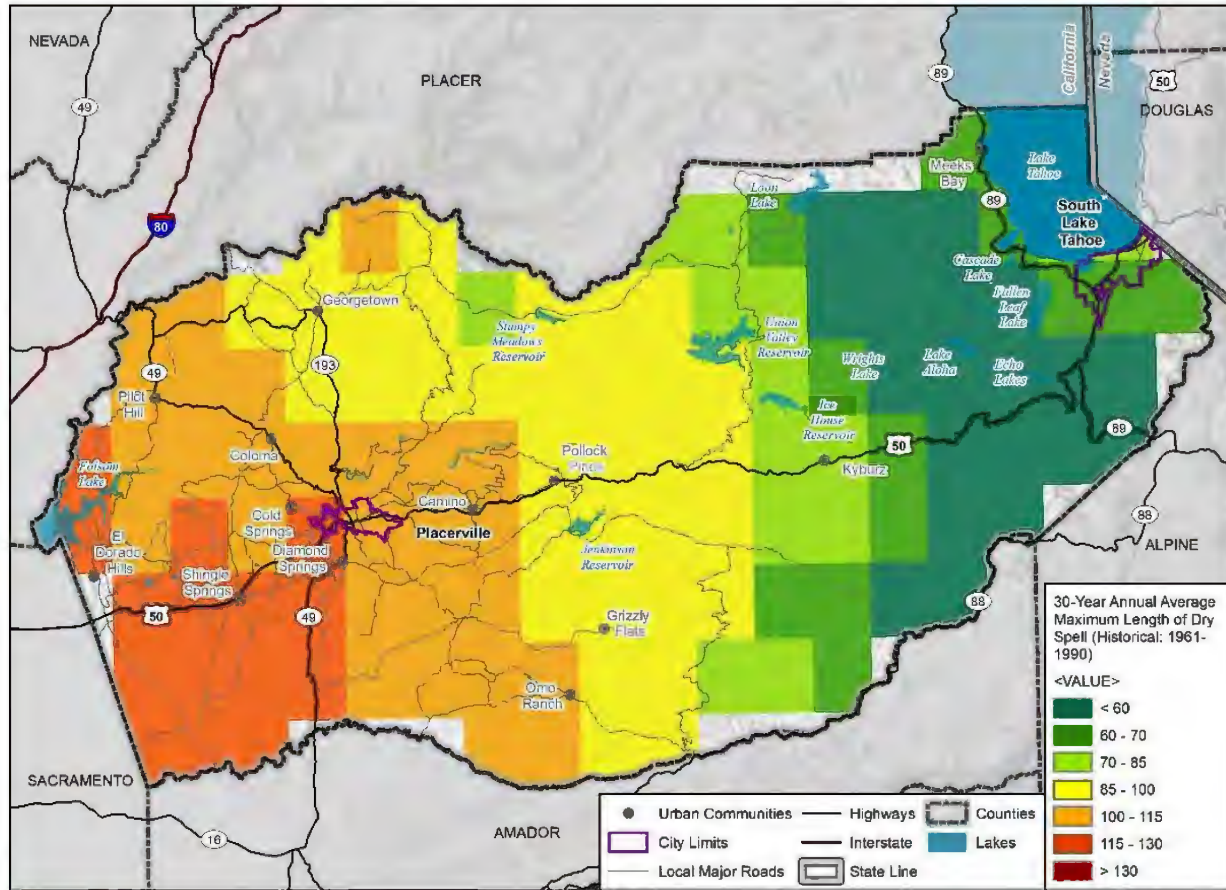 NEVADA
49
80
PLACER
89
California
Nevada
50
DOUGLAS
Meeks
Bay
Lake
Tahoe
Loon
Lake
89
South
Lake
Tahoe
Cascade
Lake
Fallen
Leaf
Lake
Georgetown
Stumps
Meadows
Reservoir
Union
Valley
Reservoir
193
49
Pilot
Hill
Wrights
Lake
Lake
Aloha
Echo
Lakes
Ice
House
Reservoir
89
50
Kyburz
Coloma
Folsom
Lake
Pollock
Pines
Camino
Gold
Springs
Placerville
El
Dorado
Hills
Diamond
Springs
Shingle
Springs
Jenkinson
Reservoir
88
ALPINE
50
49
88
Grizzly
Flats
Omo
Ranch
SACRAMENTO
16
AMADOR
30-Year Annual Average
Maximum Length of Dry
Spell (Historical: 1961-
1990)
<VALUE>
< 60
60 - 70
70 - 85
85 - 100
100 - 115
115 - 130
> 130
Urban Communities
Highways
Counties
City Limits
Interstate
Lakes
Local Major Roads
State Line